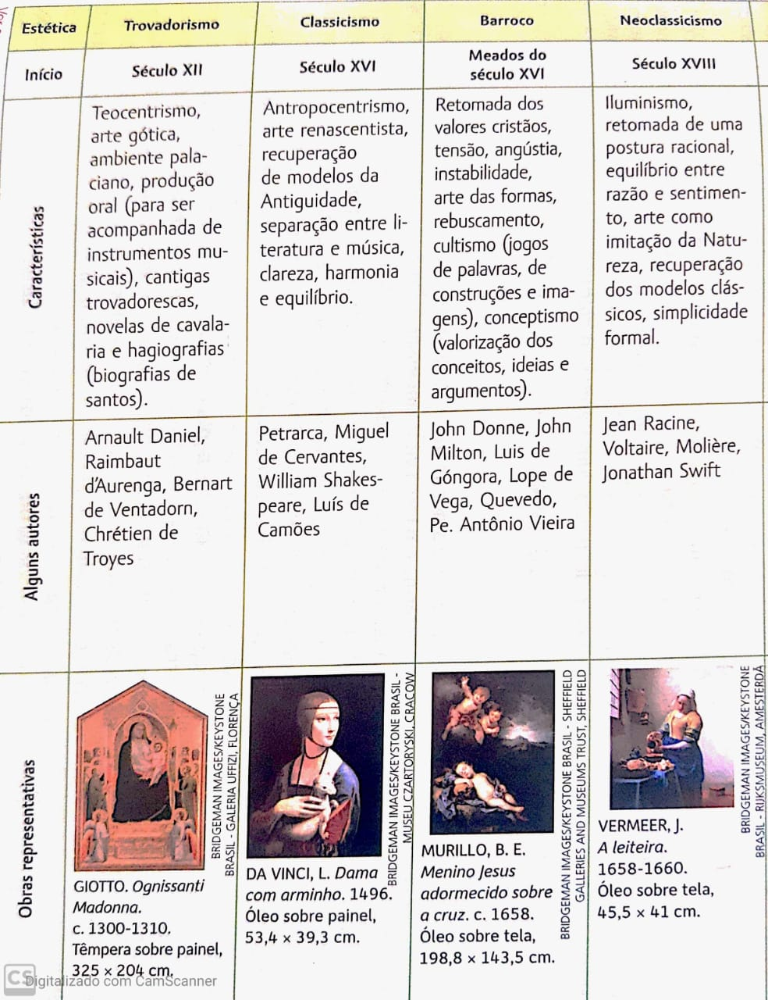 Estética
Trovadorismo
Classicismo
Barroco
Neoclassicismo
Início
Século XII
Século XVI
Meados do
século XVI
Século XVIII
Características
Teocentrismo,
arte gótica,
ambiente pala-
ciano, produção
oral (para ser
acompanhada de
instrumentos mu-
sicais), cantigas
trovadorescas,
novelas de cavala-
ria e hagiografias
(biografias de
santos).
Antropocentrismo,
arte renascentista,
recuperação
de modelos da
Antiguidade,
separação entre li-
teratura e música,
clareza, harmonia
e equilíbrio.
Retomada dos
valores cristãos,
tensão, angústia,
instabilidade,
arte das formas,
rebuscamento,
cultismo (jogos
de palavras, de
construções e ima-
gens), conceptismo
(valorização dos
conceitos, ideias e
argumentos).
Iluminismo,
retomada de uma
postura racional,
equilíbrio entre
razão e sentimen-
to, arte como
imitação da Natu-
reza, recuperação
dos modelos clás-
sicos, simplicidade
formal.
Alguns autores
Arnault Daniel,
Raimbaut
d'Aurenga, Bernart
de Ventadorn,
Chrétien de
Troyes
Petrarca, Miguel
de Cervantes,
William Shakes-
peare, Luís de
Camões
John Donne, John
Milton, Luis de
Góngora, Lope de
Vega, Quevedo,
Pe. Antônio Vieira
Jean Racine,
Voltaire, Molière,
Jonathan Swift
Obras representativas
BRIDGEMAN IMAGES/KEYSTONE
BRASIL - GALERIA UFFIZI, FLORENÇA
GIOTTO. Ognissanti
Madonna.
c. 1300-1310.
Têmpera sobre painel,
325 × 204 cm.
BRIDGEMAN IMAGES/KEYSTONE BRASIL -
MUSEU CZARTORYSKI, CRACOW
DA VINCI, L. Dama
com arminho. 1496.
Óleo sobre painel,
53,4 × 39,3 cm.
BRIDGEMAN IMAGES/KEYSTONE BRASIL - SHEFFIELD
GALLERIES AND MUSEUMS TRUST, SHEFFIELD
MURILLO, B. E.
Menino Jesus
adormecido sobre
a cruz. c. 1658.
Óleo sobre tela,
198,8 × 143,5 cm.
BRIDGEMAN IMAGES/KEYSTONE
BRASIL - RIJKSMUSEUM, AMESTERDÃ
VERMEER, J.
A leiteira.
1658-1660.
Óleo sobre tela,
45,5 × 41 cm.
CS
Digitalizado com CamScanner